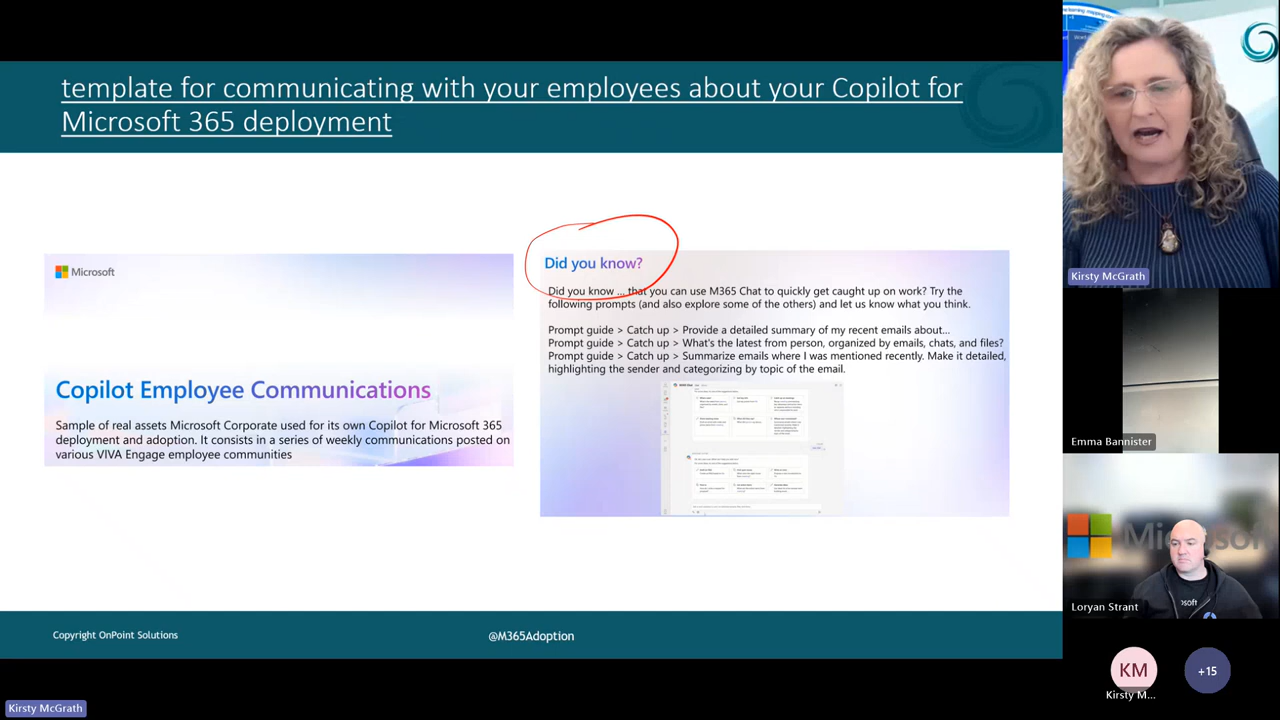 template for communicating with your employees about your Copilot for
Microsoft 365 deployment
Microsoft
Copilot Employee Communications
Sample of real assets Microsoft Corporate used for its own Copilot for Microsoft 365
deployment and adoption. It consists in a series of weekly communications posted on
various VIVA Engage employee communities
Did you know?
Did you know ... that you can use M365 Chat to quickly get caught up on work? Try the
following prompts (and also explore some of the others) and let us know what you think.
Prompt guide > Catch up > Provide a detailed summary of my recent emails about...
Prompt guide > Catch up > What's the latest from person, organized by emails, chats, and files?
Prompt guide > Catch up > Summarize emails where I was mentioned recently. Make it detailed,
highlighting the sender and categorizing by topic of the email.
Copyright OnPoint Solutions
@M365Adoption
Kirsty McGrath
Kirsty McGrath
Emma Bannister
Microsoft
Loryan Strant
KM
Kirsty M...
+15